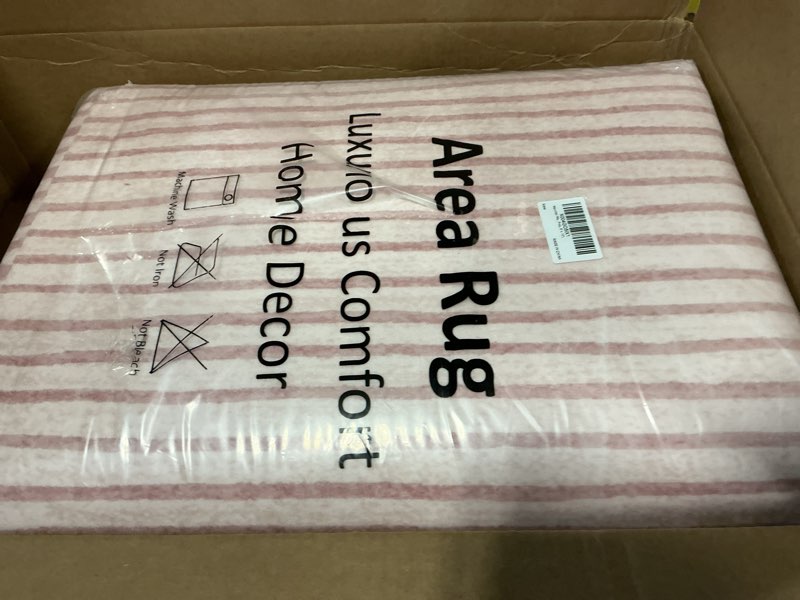 Area Rug
Luxurious Comfort
Home Decor
Machine Wash
Not Iron
Not Bleach